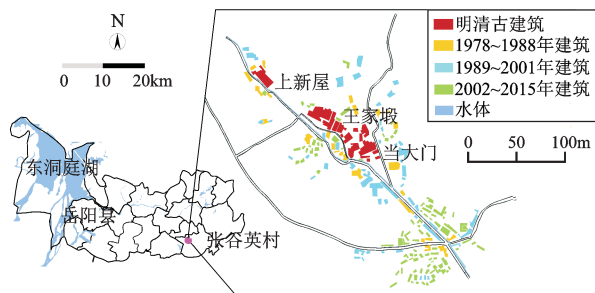 N
0 10 20km
东洞庭湖
岳阳县
张谷英村
上新屋
王家塅
当大门
明清古建筑
1978~1988年建筑
1989~2001年建筑
2002~2015年建筑
水体
0 50 100m